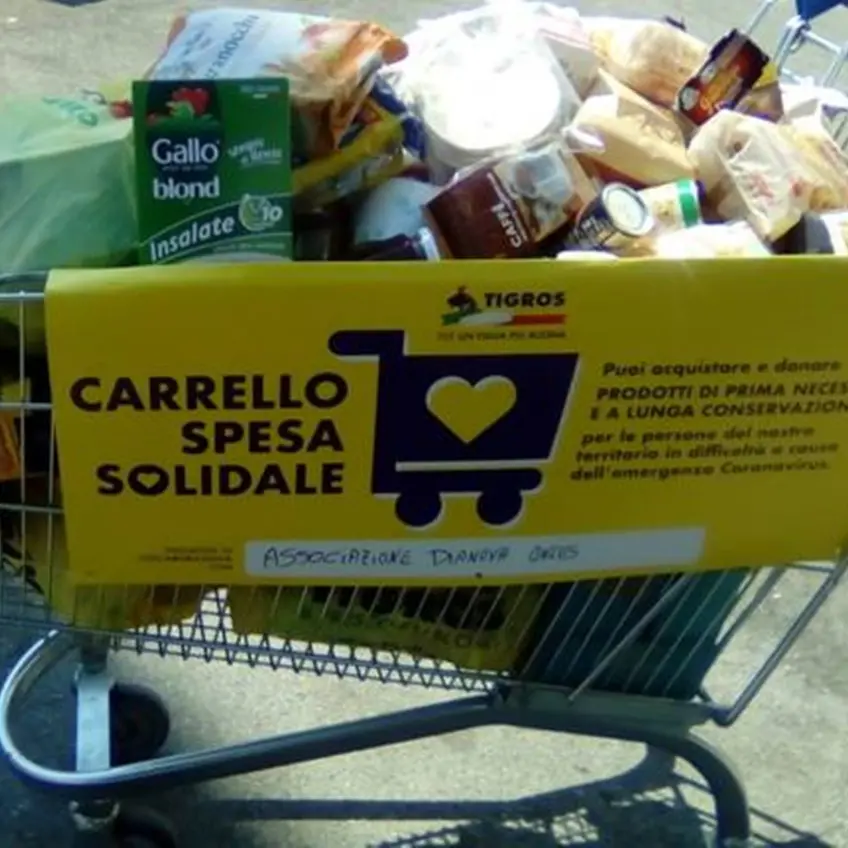 Gallo
blond
Insalate
10
CAFFÈ
TIGROS
CARRELLO
SPESA
SOLIDALE
Puoi acquistare e donare
PRODOTTI DI PRIMA NECES
E A LUNGA CONSERVAZION
per le persone del nostro
territorio in difficoltà a causa
dell'emergenza Coronavirus.
ASSOCIAZIONE DIANOVA ONLUS